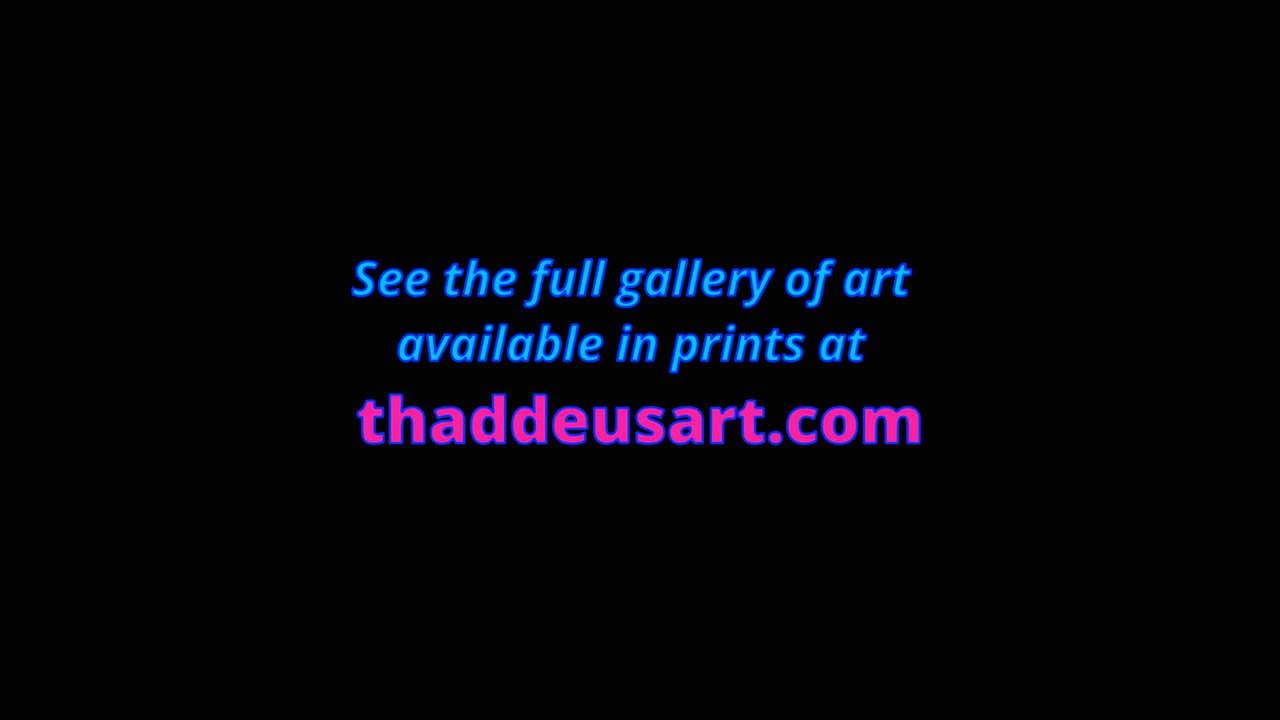 See the full gallery of art
available in prints at
thaddeusart.com